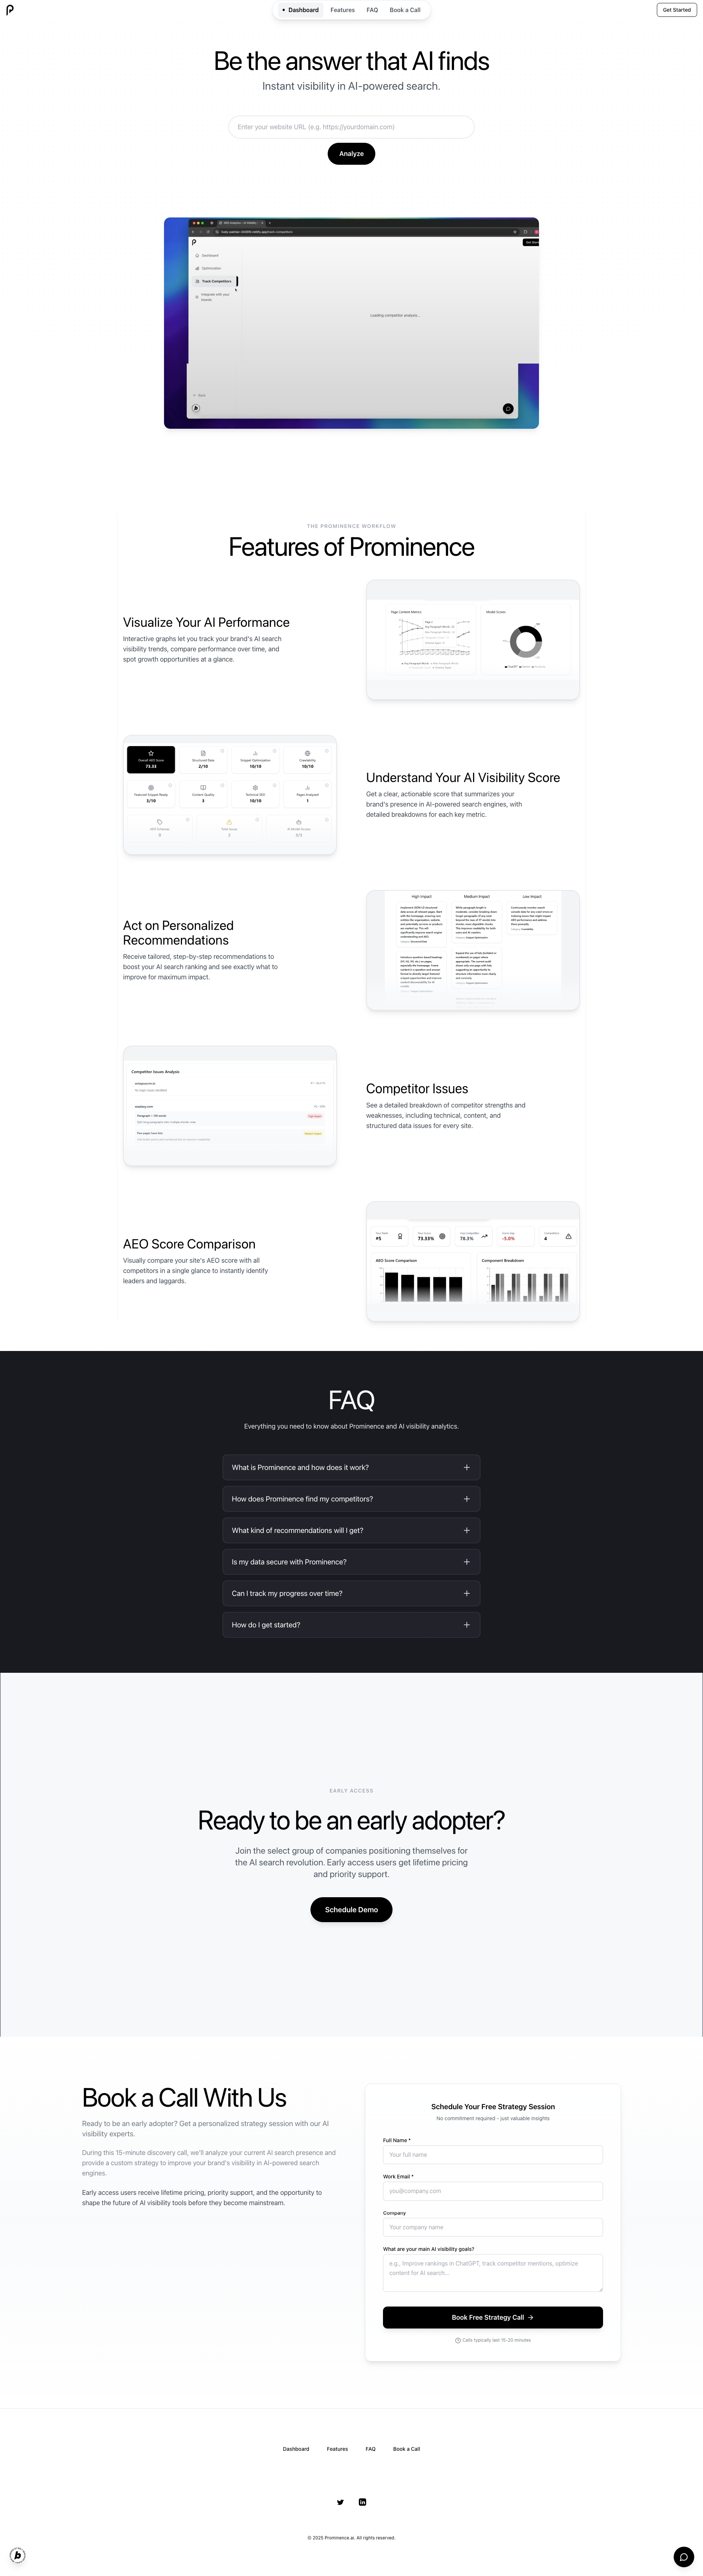 Dashboard
Features
FAQ
Book a Call
Get Started
Be the answer that AI finds
Instant visibility in AI-powered search.
Enter your website URL (e.g. https://yourdomain.com)
Analyze
Dashboard
Optimization
Track Competitors
Integrate with your
brands
Loading competitor analysis...
THE PROMINENCE WORKFLOW
Features of Prominence
Visualize Your AI Performance
Interactive graphs let you track your brand's AI search
visibility trends, compare performance over time, and
spot growth opportunities at a glance.
Page Content Metrics
Model Scores
Overall AEO Score
73.33
Structured Data
2/10
Snippet Optimization
10/10
Crawlability
10/10
Featured Snippet Ready
3/10
Content Quality
3
Technical SEO
10/10
Pages Analyzed
1
Understand Your AI Visibility Score
Get a clear, actionable score that summarizes your
brand's presence in AI-powered search engines, with
detailed breakdowns for each key metric.
Act on Personalized
Recommendations
Receive tailored, step-by-step recommendations to
boost your AI search ranking and see exactly what to
improve for maximum impact.
High Impact
Medium Impact
Low Impact
Competitor Issues Analysis
Competitor Issues
See a detailed breakdown of competitor strengths and
weaknesses, including technical, content, and
structured data issues for every site.
AEO Score Comparison
Visually compare your site's AEO score with all
competitors in a single glance to instantly identify
leaders and laggards.
#5
73.33%
78.3%
-5.0%
4
AEO Score Comparison
Component Breakdown
FAQ
Everything you need to know about Prominence and AI visibility analytics.
What is Prominence and how does it work?
How does Prominence find my competitors?
What kind of recommendations will I get?
Is my data secure with Prominence?
Can I track my progress over time?
How do I get started?
EARLY ACCESS
Ready to be an early adopter?
Join the select group of companies positioning themselves for
the AI search revolution. Early access users get lifetime pricing
and priority support.
Schedule Demo
Book a Call With Us
Ready to be an early adopter? Get a personalized strategy session with our AI
visibility experts.
During this 15-minute discovery call, we'll analyze your current AI search presence and
provide a custom strategy to improve your brand's visibility in AI-powered search
engines.
Early access users receive lifetime pricing, priority support, and the opportunity to
shape the future of AI visibility tools before they become mainstream.
Schedule Your Free Strategy Session
No commitment required - just valuable insights
Full Name *
Your full name
Work Email *
you@company.com
Company
Your company name
What are your main AI visibility goals?
e.g., Improve rankings in ChatGPT, track competitor mentions, optimize
content for AI search...
Book Free Strategy Call
Calls typically last 15-20 minutes
Dashboard
Features
FAQ
Book a Call
© 2025 Prominence.ai. All rights reserved.